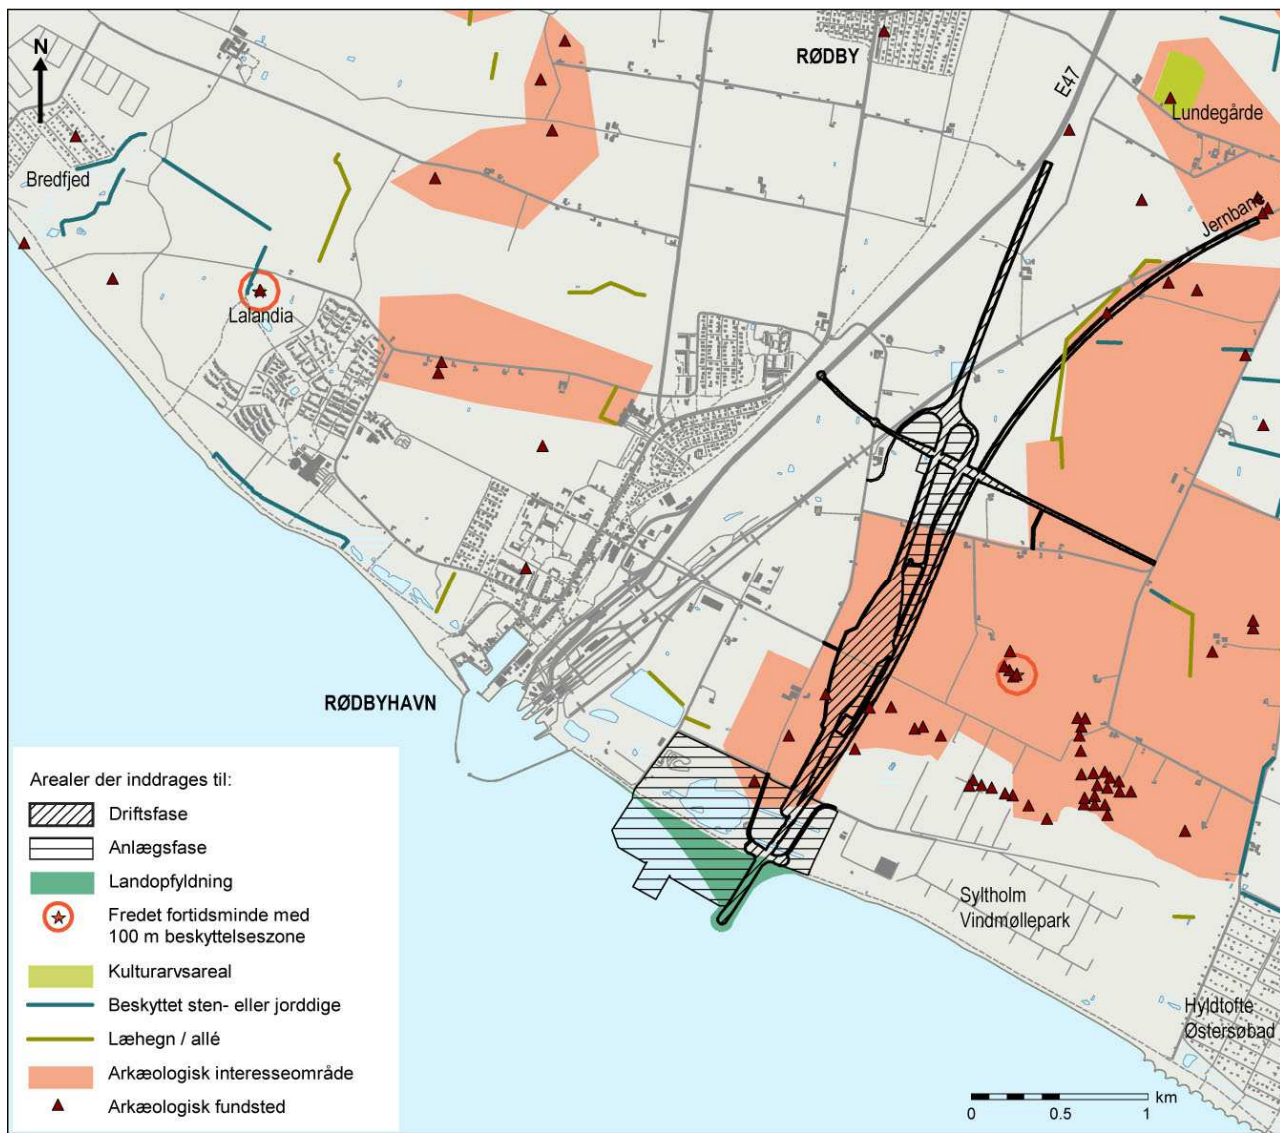 N
RØDBY
E47
Lundegårde
Bredfjed
Jernbane
Lalandia
RØDBYHAVN
Arealer der inddrages til:
Driftsfase
Anlægsfase
Landopfyldning
Fredet fortidsminde med
100 m beskyttelseszone
Kulturarvsareal
Beskyttet sten- eller jorddige
Læhegn / allé
Arkæologisk interesseområde
Arkæologisk fundsted
Syltholm
Vindmøllepark
Hyldtofte
Østersøbad
km
0 0.5 1